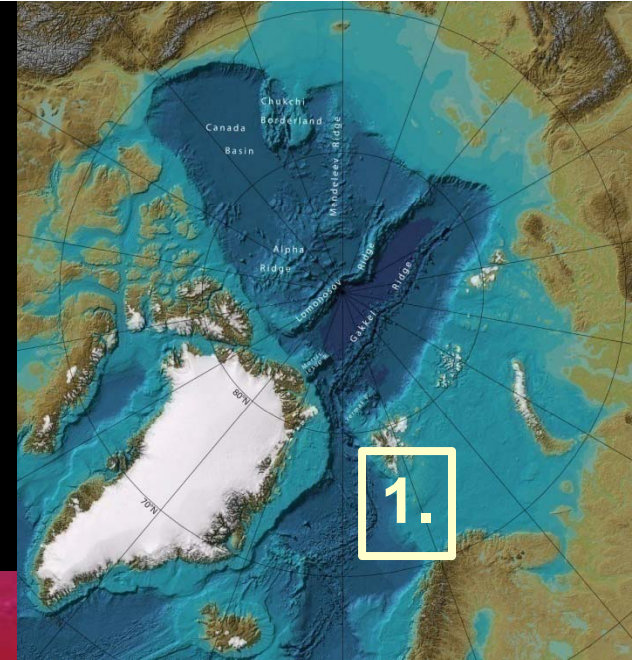 Chukchi
Borderland
Canada
Basin
Mendeleev Ridge
Alpha
Ridge
Lomonosov Ridge
Gakkel Ridge
80°N
70°N
1.